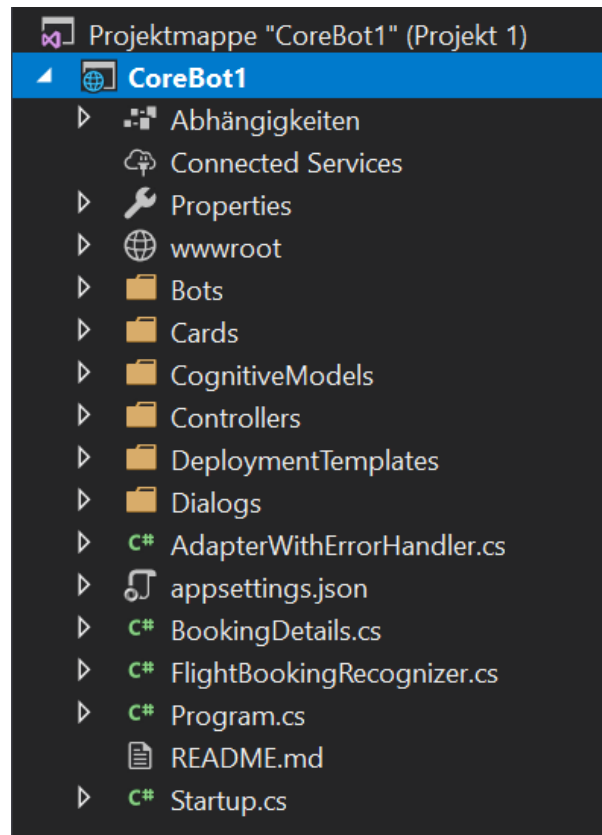 Projektmappe "CoreBot1" (Projekt 1)
CoreBot1
Abhängigkeiten
Connected Services
Properties
wwwroot
Bots
Cards
CognitiveModels
Controllers
DeploymentTemplates
Dialogs
C# AdapterWithErrorHandler.cs
appsettings.json
C# BookingDetails.cs
C# FlightBookingRecognizer.cs
C# Program.cs
README.md
C# Startup.cs